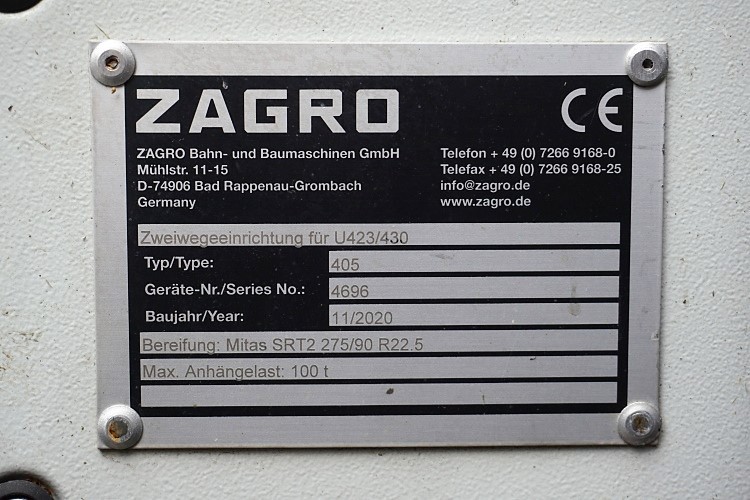 ZAGRO CE
ZAGRO Bahn- und Baumaschinen GmbH
Mühlstr. 11-15
D-74906 Bad Rappenau-Grombach
Germany
Telefon + 49 (0) 7266 9168-0
Telefax + 49 (0) 7266 9168-25
info@zagro.de
www.zagro.de
Zweiwegeeinrichtung für U423/430
Typ/Type: 405
Geräte-Nr./Series No.: 4696
Baujahr/Year: 11/2020
Bereifung: Mitas SRT2 275/90 R22.5
Max. Anhängelast: 100 t